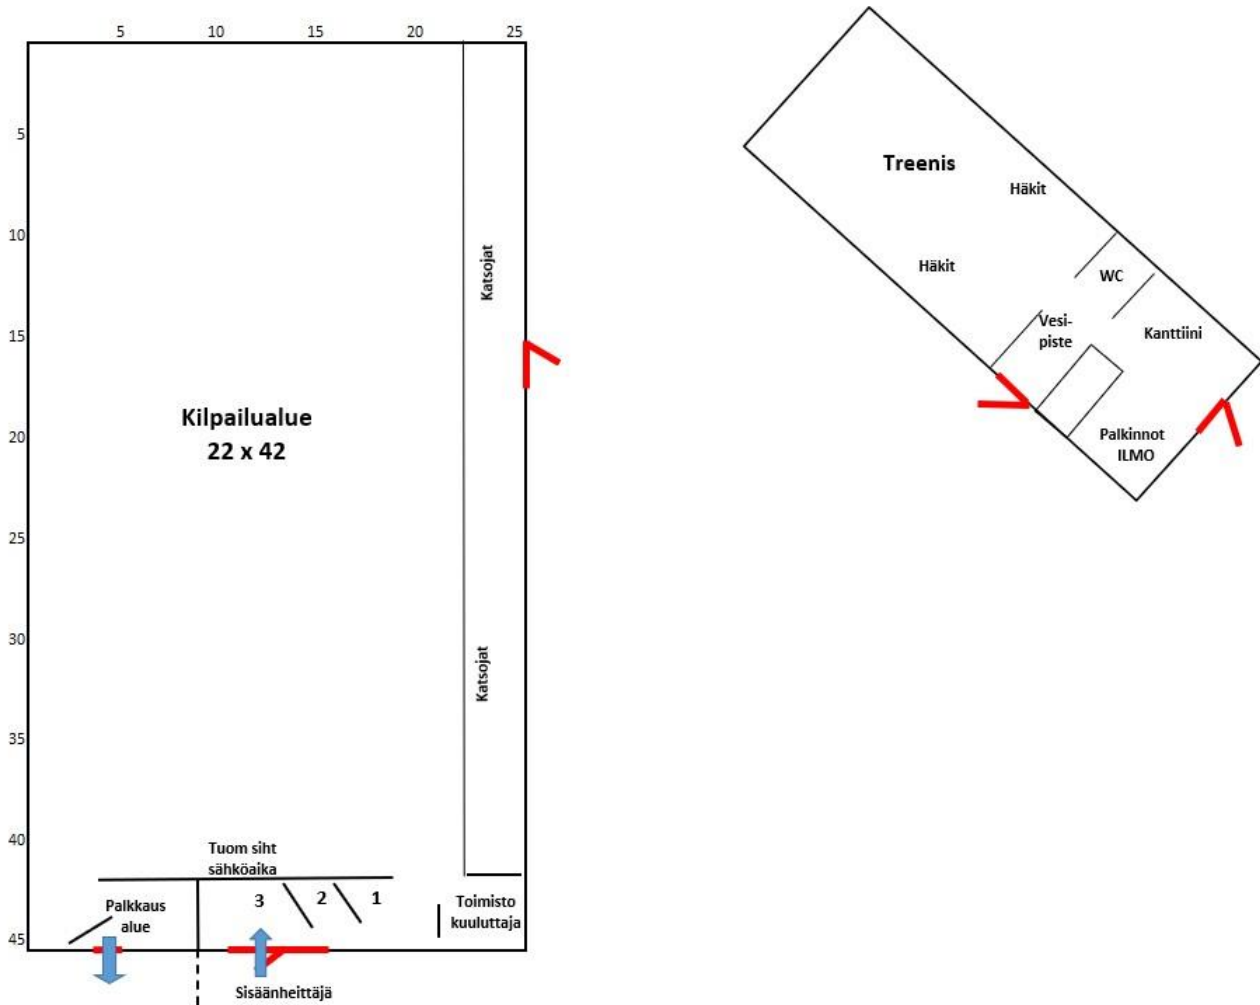 5
10
15
20
25
5
10
15
20
25
30
35
40
45
Katsojat
Kilpailualue
22 x 42
Katsojat
Tuom siht
sähköaika
Palkkaus
alue
3
2
1
Toimisto
kuuluttaja
Sisäänheittäjä
Treenis
Häkit
Häkit
WC
Vesi-
piste
Kanttiini
Palkinnot
ILMO